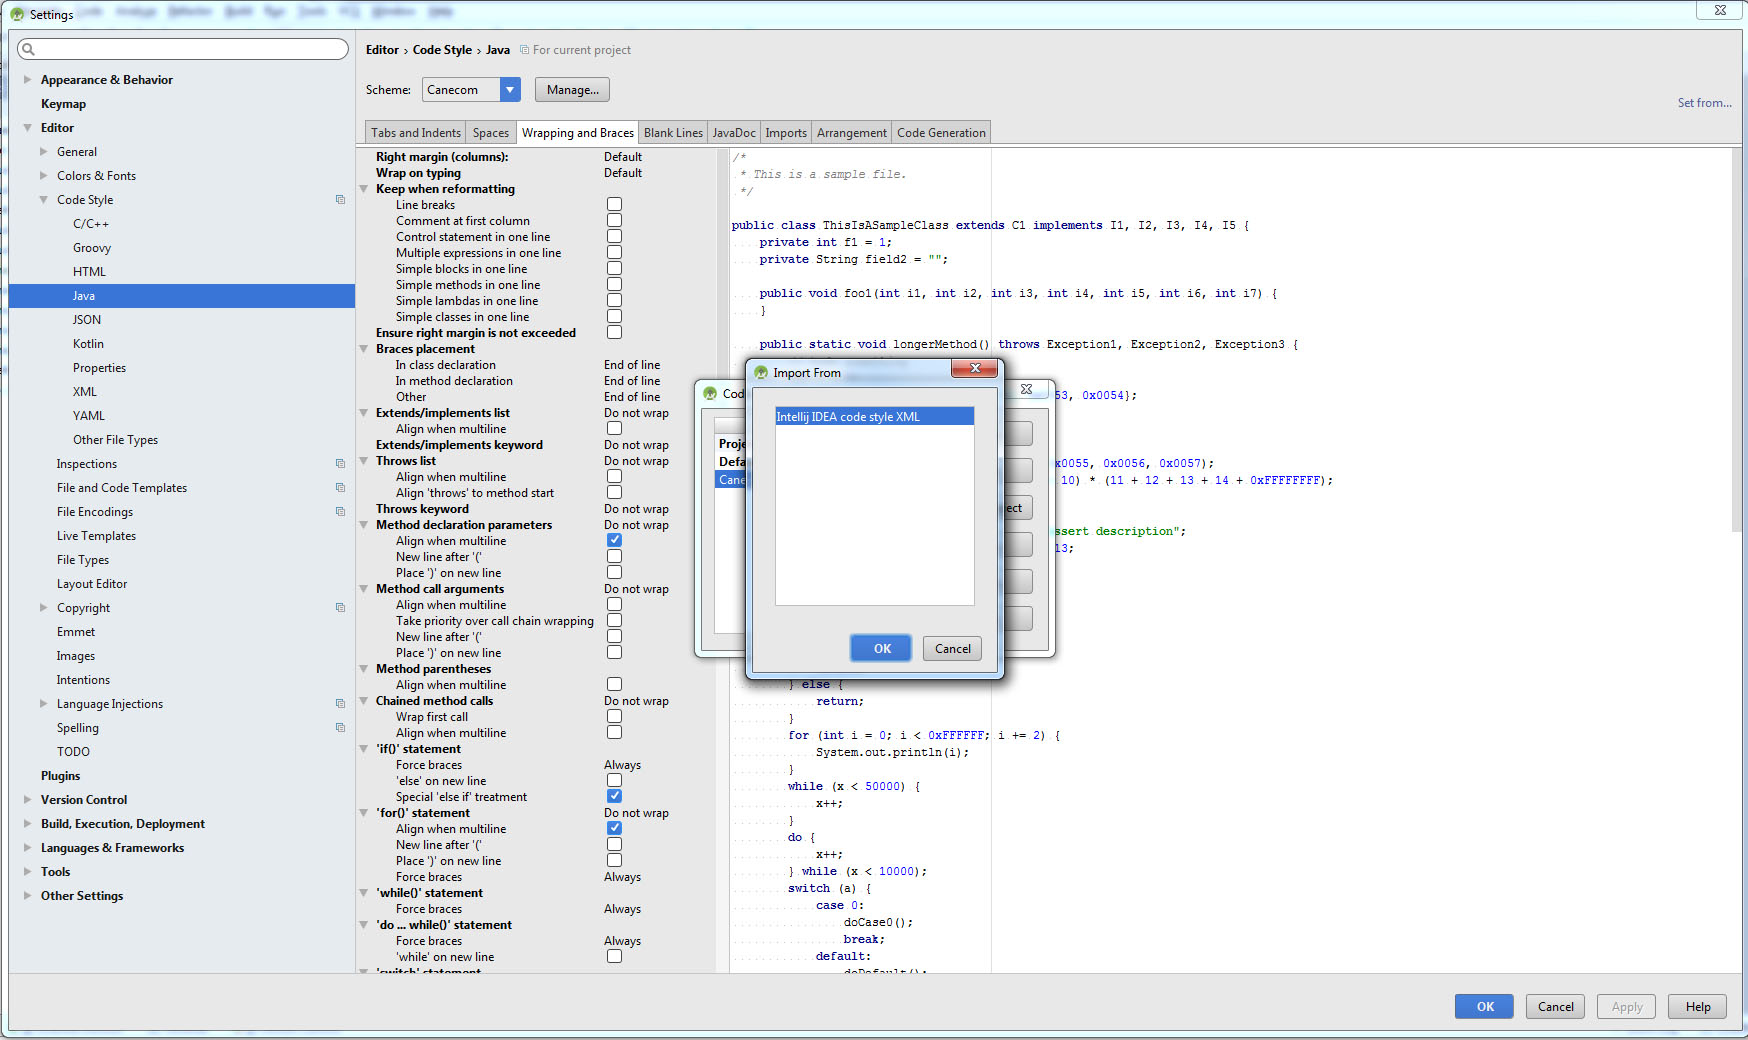 Settings
Editor › Code Style › Java For current project
Scheme: Canecom Manage...
Set from...
Appearance & Behavior
Keymap
Editor
General
Colors & Fonts
Code Style
C/C++
Groovy
HTML
Java
JSON
Kotlin
Properties
XML
YAML
Other File Types
Inspections
File and Code Templates
File Encodings
Live Templates
File Types
Layout Editor
Copyright
Emmet
Images
Intentions
Language Injections
Spelling
TODO
Plugins
Version Control
Build, Execution, Deployment
Languages & Frameworks
Tools
Other Settings
Tabs and Indents Spaces Wrapping and Braces Blank Lines JavaDoc Imports Arrangement Code Generation
Right margin (columns): Default
Wrap on typing Default
Keep when reformatting
Line breaks
Comment at first column
Control statement in one line
Multiple expressions in one line
Simple blocks in one line
Simple methods in one line
Simple lambdas in one line
Simple classes in one line
Ensure right margin is not exceeded
Braces placement
In class declaration End of line
In method declaration End of line
Other End of line
Extends/implements list Do not wrap
Align when multiline
Extends/implements keyword Do not wrap
Throws list Do not wrap
Align when multiline
Align 'throws' to method start
Throws keyword Do not wrap
Method declaration parameters Do not wrap
Align when multiline
New line after '('
Place ')' on new line
Method call arguments Do not wrap
Align when multiline
Take priority over call chain wrapping
New line after '('
Place ')' on new line
Method parentheses
Align when multiline
Chained method calls Do not wrap
Wrap first call
Align when multiline
'if()' statement
Force braces Always
'else' on new line
Special 'else if' treatment
'for()' statement Do not wrap
Align when multiline
New line after '('
Place ')' on new line
Force braces Always
'while()' statement
Force braces Always
'do ... while()' statement
Force braces Always
'while' on new line
'switch' statement
/*
* This is a sample file.
*/
public class ThisIsASampleClass extends C1 implements I1, I2, I3, I4, I5 {
private int f1 = 1;
private String field2 = "";
public void foo1(int i1, int i2, int i3, int i4, int i5, int i6, int i7) {
}
public static void longerMethod() throws Exception1, Exception2, Exception3 {
53, 0x0054};
x0055, 0x0056, 0x0057);
10) * (11 + 12 + 13 + 14 + 0xFFFFFFFF);
ssert description";
13;
} else {
return;
}
for (int i = 0; i < 0xFFFFFF; i += 2) {
System.out.println(i);
}
while (x < 50000) {
x++;
}
do {
x++;
} while (x < 10000);
switch (a) {
case 0:
doCase0();
break;
default:
doDefault();
Cod
Proje
Defa
Cane
ect
Import From
Intellij IDEA code style XML
OK Cancel
OK Cancel Apply Help